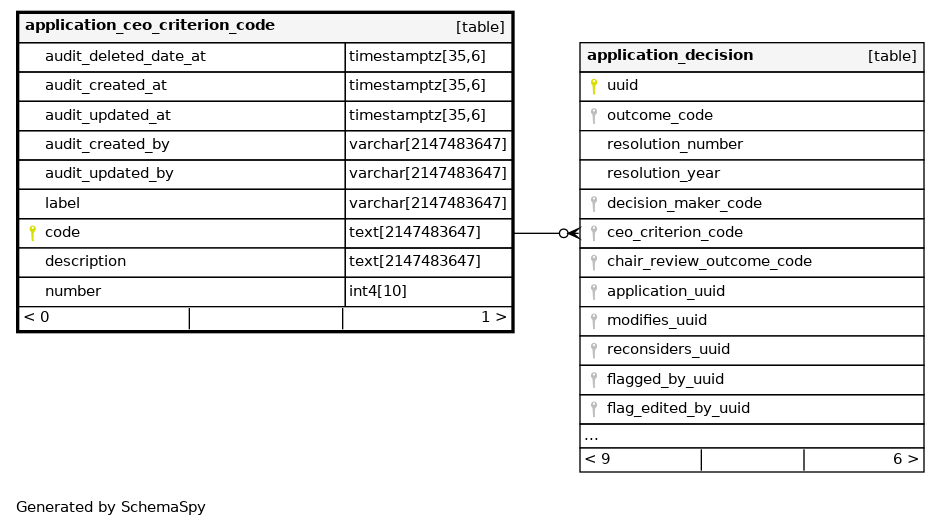 application_ceo_criterion_code [table]
audit_deleted_date_at timestamptz[35,6]
audit_created_at timestamptz[35,6]
audit_updated_at timestamptz[35,6]
audit_created_by varchar[2147483647]
audit_updated_by varchar[2147483647]
label varchar[2147483647]
code text[2147483647]
description text[2147483647]
number int4[10]
< 0 1 >
application_decision [table]
uuid
outcome_code
resolution_number
resolution_year
decision_maker_code
ceo_criterion_code
chair_review_outcome_code
application_uuid
modifies_uuid
reconsiders_uuid
flagged_by_uuid
flag_edited_by_uuid
...
< 9 6 >
Generated by SchemaSpy